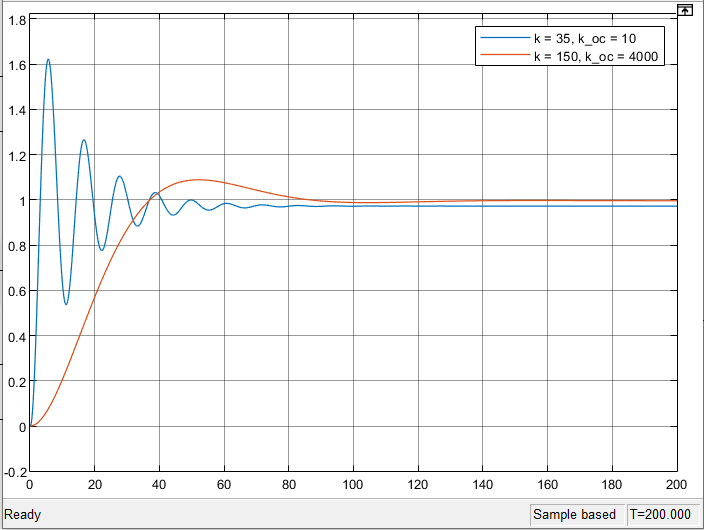 1.8
k = 35, k_oc = 10
k = 150, k_oc = 4000
1.6
1.4
1.2
1
0.8
0.6
0.4
0.2
0
-0.2
0 20 40 60 80 100 120 140 160 180 200
Ready Sample based T=200.000